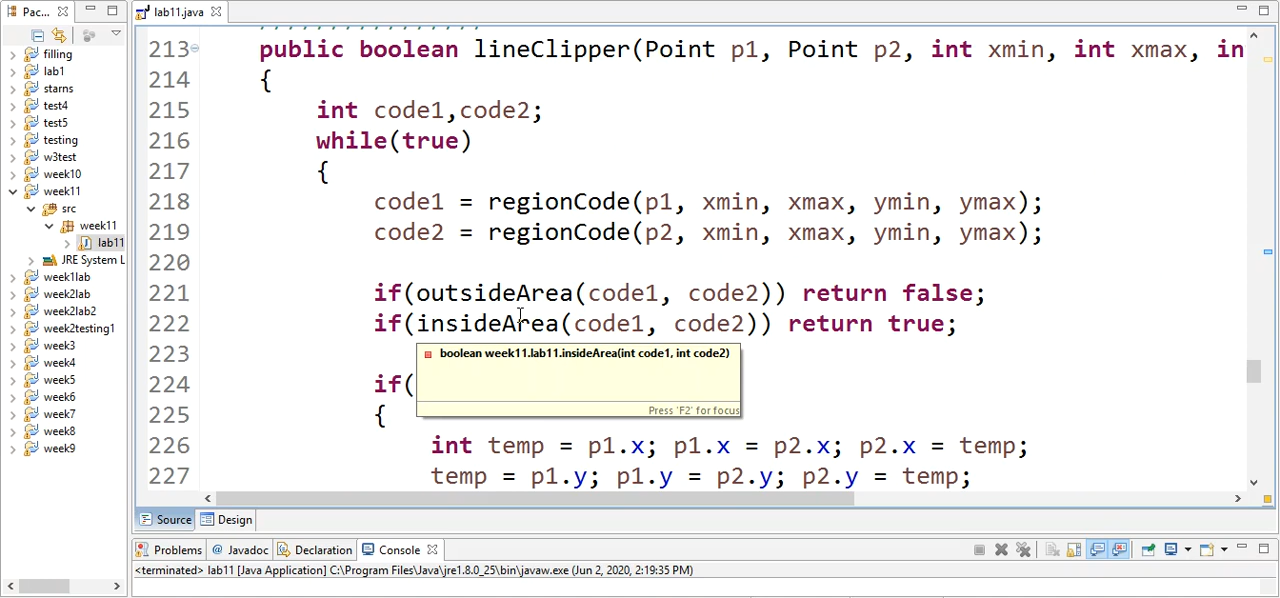 Pac...
filling
lab1
starns
test4
test5
testing
w3test
week10
week11
src
week11
lab11
JRE System L
week1lab
week2lab
week2lab2
week2testing1
week3
week4
week5
week6
week7
week8
week9
lab11.java
213 public boolean lineClipper(Point p1, Point p2, int xmin, int xmax, in
214 {
215 int code1,code2;
216 while(true)
217 {
218 code1 = regionCode(p1, xmin, xmax, ymin, ymax);
219 code2 = regionCode(p2, xmin, xmax, ymin, ymax);
220
221 if(outsideArea(code1, code2)) return false;
222 if(insideArea(code1, code2)) return true;
223
boolean week11.lab11.insideArea(int code1, int code2)
Press 'F2' for focus
224 if(
225 {
226 int temp = p1.x; p1.x = p2.x; p2.x = temp;
227 temp = p1.y; p1.y = p2.y; p2.y = temp;
Source Design
Problems @ Javadoc Declaration Console
<terminated> lab11 [Java Application] C:\Program Files\Java\jre1.8.0_25\bin\javaw.exe (Jun 2, 2020, 2:19:35 PM)